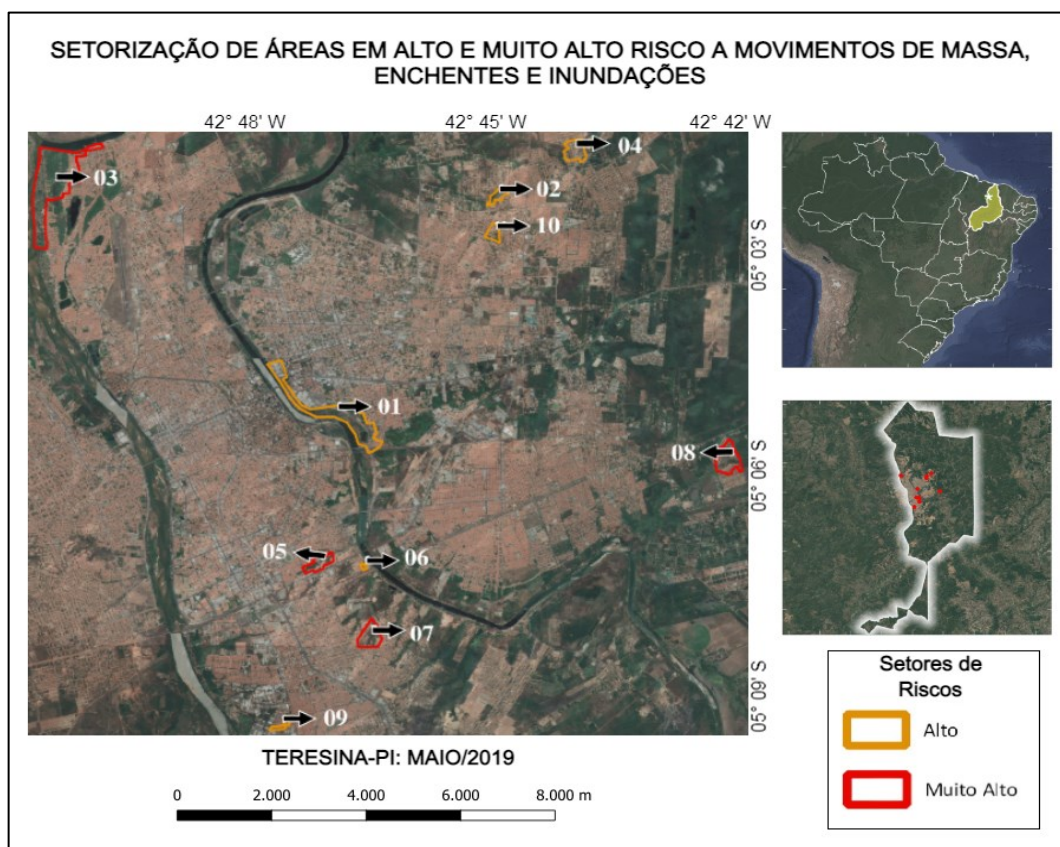 SETORIZAÇÃO DE ÁREAS EM ALTO E MUITO ALTO RISCO A MOVIMENTOS DE MASSA,
ENCHENTES E INUNDAÇÕES
42° 48' W
42° 45' W
42° 42' W
04
03
02
10
05° 03' S
01
08
05° 06' S
05
06
07
05° 09' S
09
TERESINA-PI: MAIO/2019
0 2.000 4.000 6.000 8.000 m
Setores de
Riscos
Alto
Muito Alto